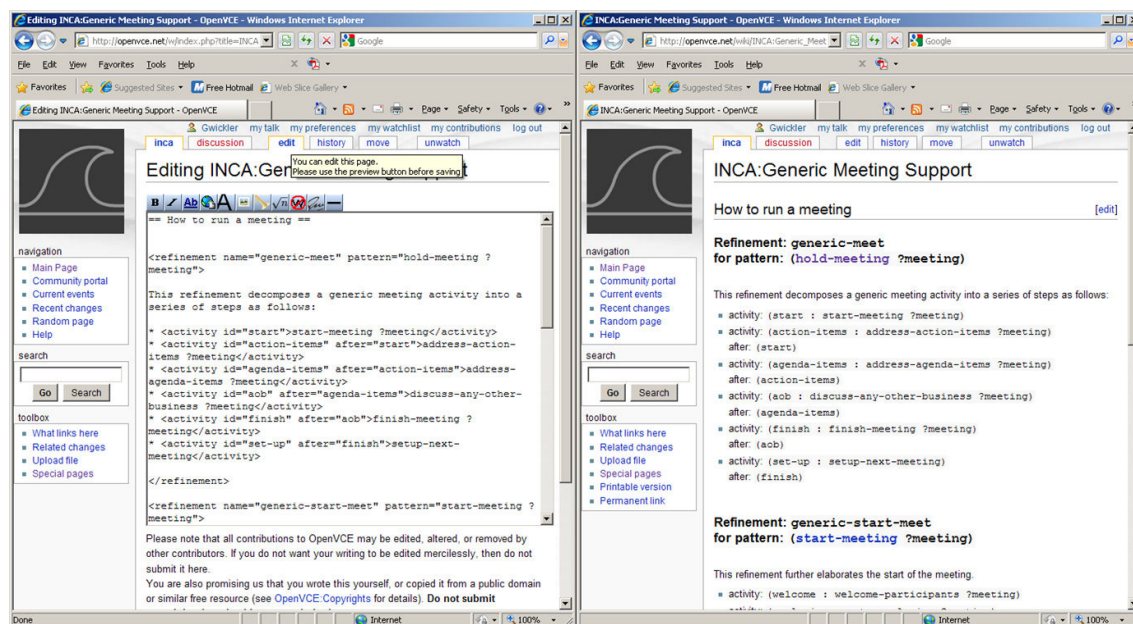 Editing INCA:Generic Meeting Support - OpenVCE - Windows Internet Explorer
http://openvce.net/w/index.php?title=INCA
Google
File Edit View Favorites Tools Help
Favorites Suggested Sites Free Hotmail Web Slice Gallery
Editing INCA:Generic Meeting Support - OpenVCE
Page Safety Tools »
Gwickler my talk my preferences my watchlist my contributions log out
inca discussion edit history move unwatch
You can edit this page.
Please use the preview button before saving
Editing INCA:Gen port
B I Ab A √n W
== How to run a meeting ==
<refinement name="generic-meet" pattern="hold-meeting ?
meeting">
This refinement decomposes a generic meeting activity into a
series of steps as follows:
* <activity id="start">start-meeting ?meeting</activity>
* <activity id="action-items" after="start">address-action-
items ?meeting</activity>
* <activity id="agenda-items" after="action-items">address-
agenda-items ?meeting</activity>
* <activity id="aob" after="agenda-items">discuss-any-other-
business ?meeting</activity>
* <activity id="finish" after="aob">finish-meeting ?
meeting</activity>
* <activity id="set-up" after="finish">setup-next-
meeting</activity>
</refinement>
<refinement name="generic-start-meet" pattern="start-meeting ?
meeting">
navigation
Main Page
Community portal
Current events
Recent changes
Random page
Help
search
Go Search
toolbox
What links here
Related changes
Upload file
Special pages
Please note that all contributions to OpenVCE may be edited, altered, or removed by
other contributors. If you do not want your writing to be edited mercilessly, then do not
submit it here.
You are also promising us that you wrote this yourself, or copied it from a public domain
or similar free resource (see OpenVCE:Copyrights for details). Do not submit
Done Internet 100%
INCA:Generic Meeting Support - OpenVCE - Windows Internet Explorer
http://openvce.net/wiki/INCA:Generic_Meet
Google
File Edit View Favorites Tools Help
Favorites Suggested Sites Free Hotmail Web Slice Gallery
INCA:Generic Meeting Support - OpenVCE
Page Safety Tools »
Gwickler my talk my preferences my watchlist my contributions log out
inca discussion edit history move unwatch
INCA:Generic Meeting Support
How to run a meeting [edit]
Refinement: generic-meet
for pattern: (hold-meeting ?meeting)
This refinement decomposes a generic meeting activity into a series of steps as follows:
activity: (start : start-meeting ?meeting)
activity: (action-items : address-action-items ?meeting)
after: (start)
activity: (agenda-items : address-agenda-items ?meeting)
after: (action-items)
activity: (aob : discuss-any-other-business ?meeting)
after: (agenda-items)
activity: (finish : finish-meeting ?meeting)
after: (aob)
activity: (set-up : setup-next-meeting)
after: (finish)
Refinement: generic-start-meet
for pattern: (start-meeting ?meeting)
This refinement further elaborates the start of the meeting.
activity: (welcome : welcome-participants ?meeting)
navigation
Main Page
Community portal
Current events
Recent changes
Random page
Help
search
Go Search
toolbox
What links here
Related changes
Upload file
Special pages
Printable version
Permanent link
Internet 100%